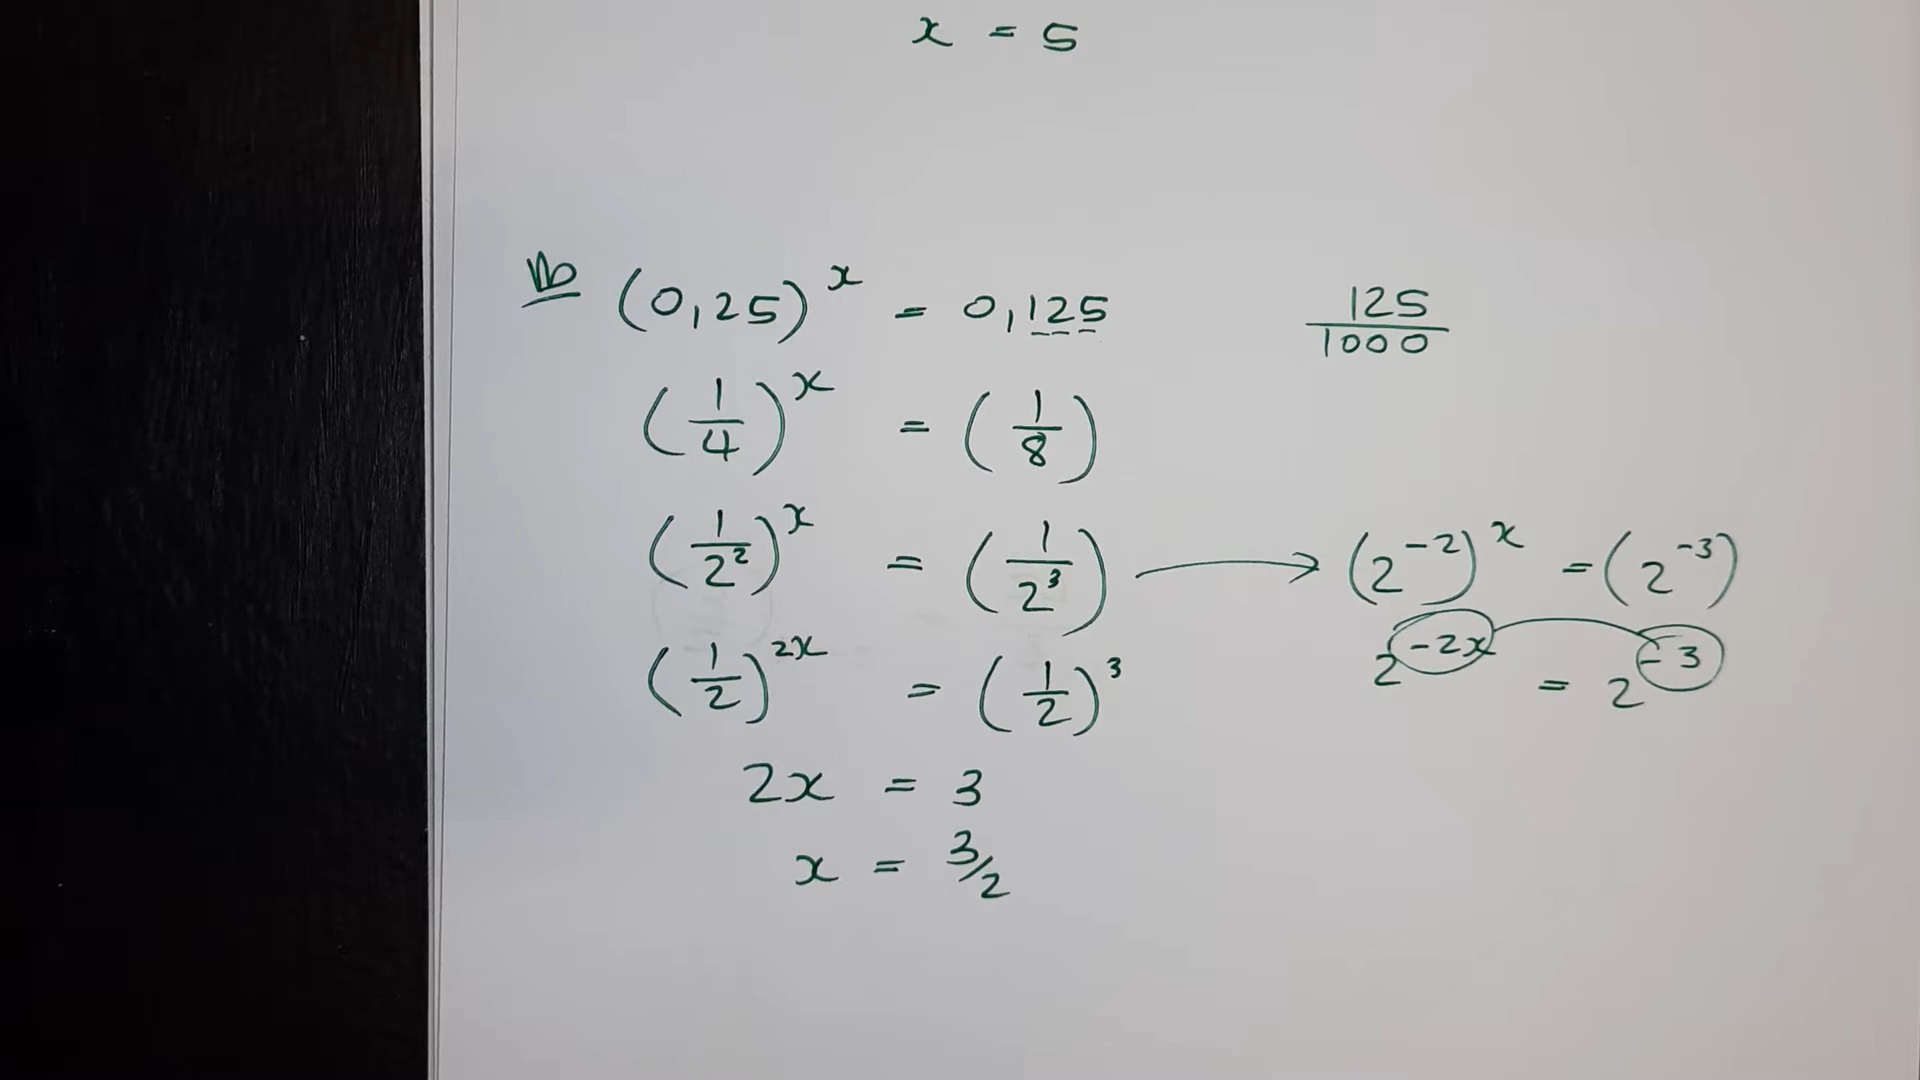 x = 5
(0,25)^x = 0,125
125/1000
(1/4)^x = (1/8)
(1/2²)^x = (1/2³) → (2^-2)^x = (2^-3)
2^-2x = 2^-3
(1/2)^2x = (1/2)^3
2x = 3
x = 3/2